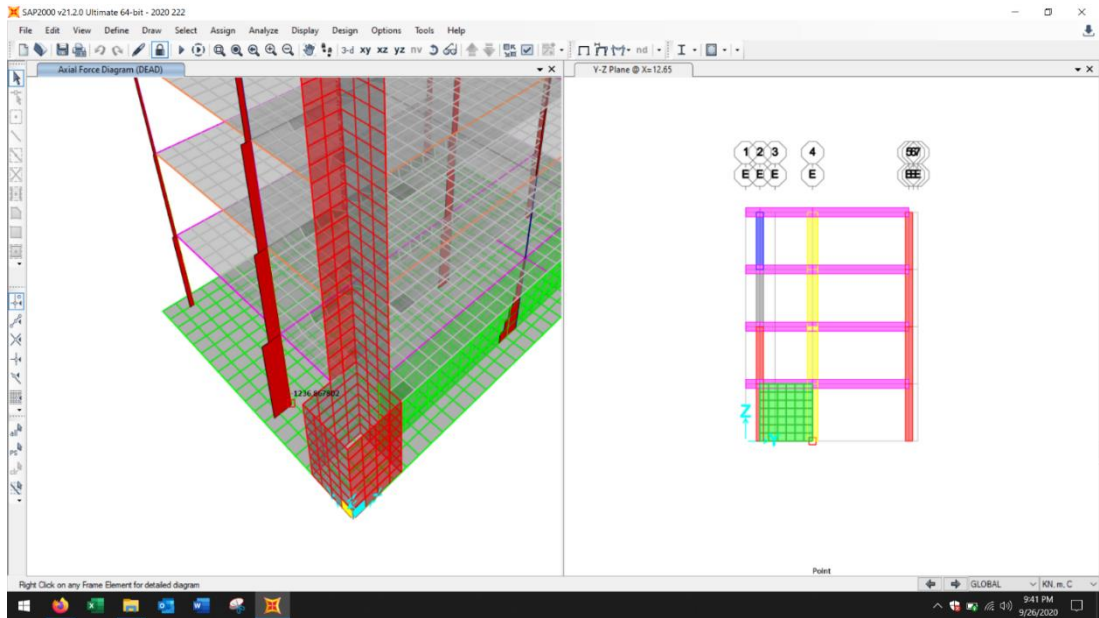 SAP2000 v21.2.0 Ultimate 64-bit - 2020 222
File Edit View Define Draw Select Assign Analyze Display Design Options Tools Help
3-d xy xz yz nv nd
Axial Force Diagram (DEAD)
Y-Z Plane @ X=12.65
1 2 3 4
E E E E
Z
Point
Right Click on any Frame Element for detailed diagram
GLOBAL
KN, m, C
9:41 PM
9/26/2020